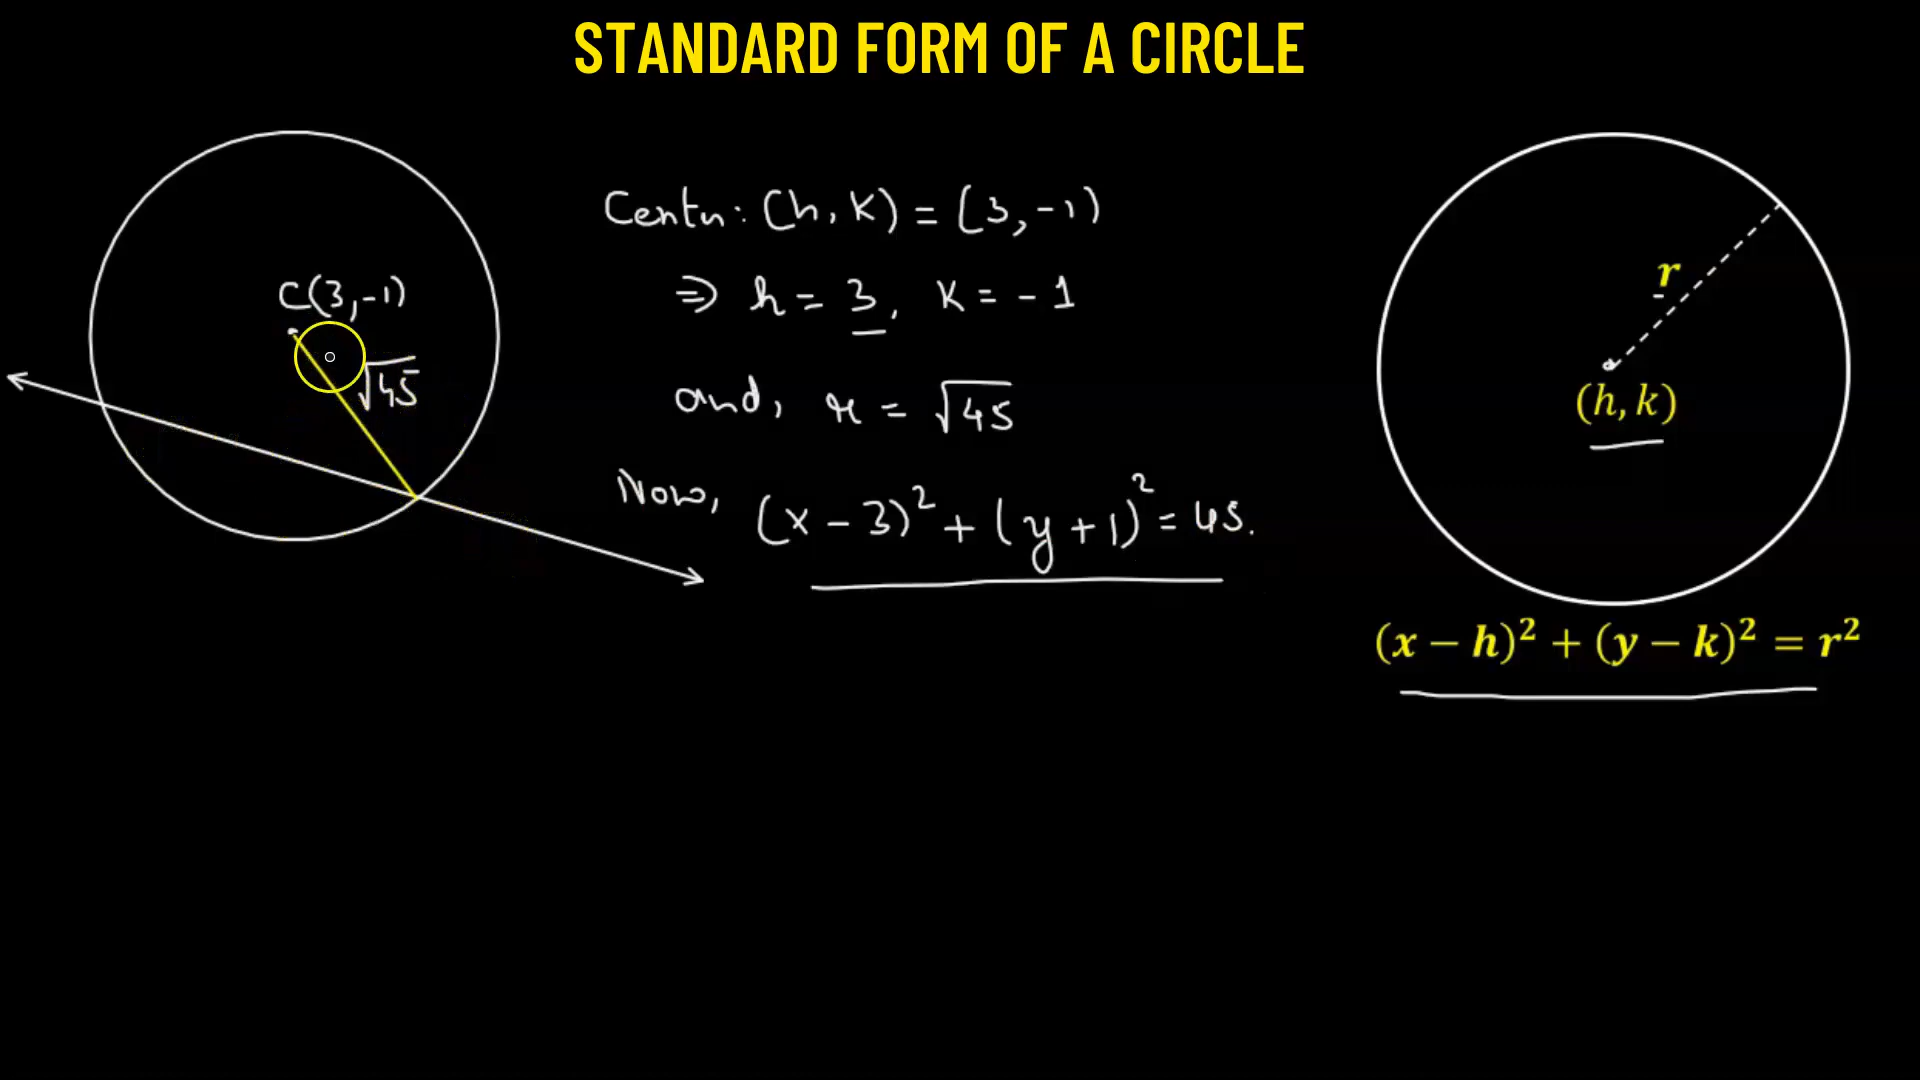 STANDARD FORM OF A CIRCLE
C(3,-1)
√45
Centr: (h, k) = (3, -1)
⇒ h = 3, k = -1
and, r = √45
Now, (x - 3)² + (y + 1)² = 45.
r
(h, k)
(x − h)² + (y − k)² = r²